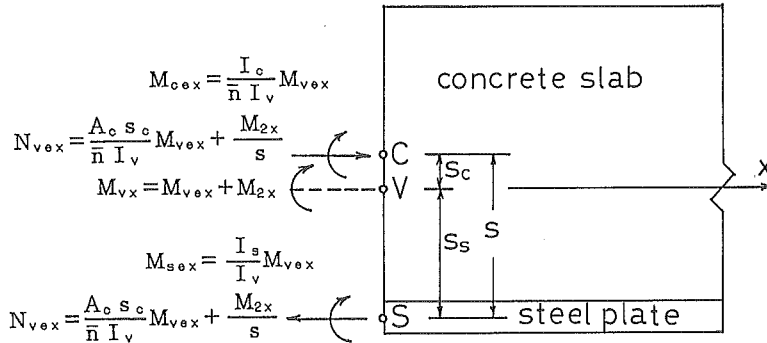 concrete slab
M_cex = I_c / n̄ I_v M_vex
N_vex = A_c s_c / n̄ I_v M_vex + M_2x / s
C
M_vx = M_vex + M_2x
V
S_c
x
S
S_s
M_sex = I_s / I_v M_vex
N_vex = A_c s_c / n̄ I_v M_vex + M_2x / s
S
steel plate